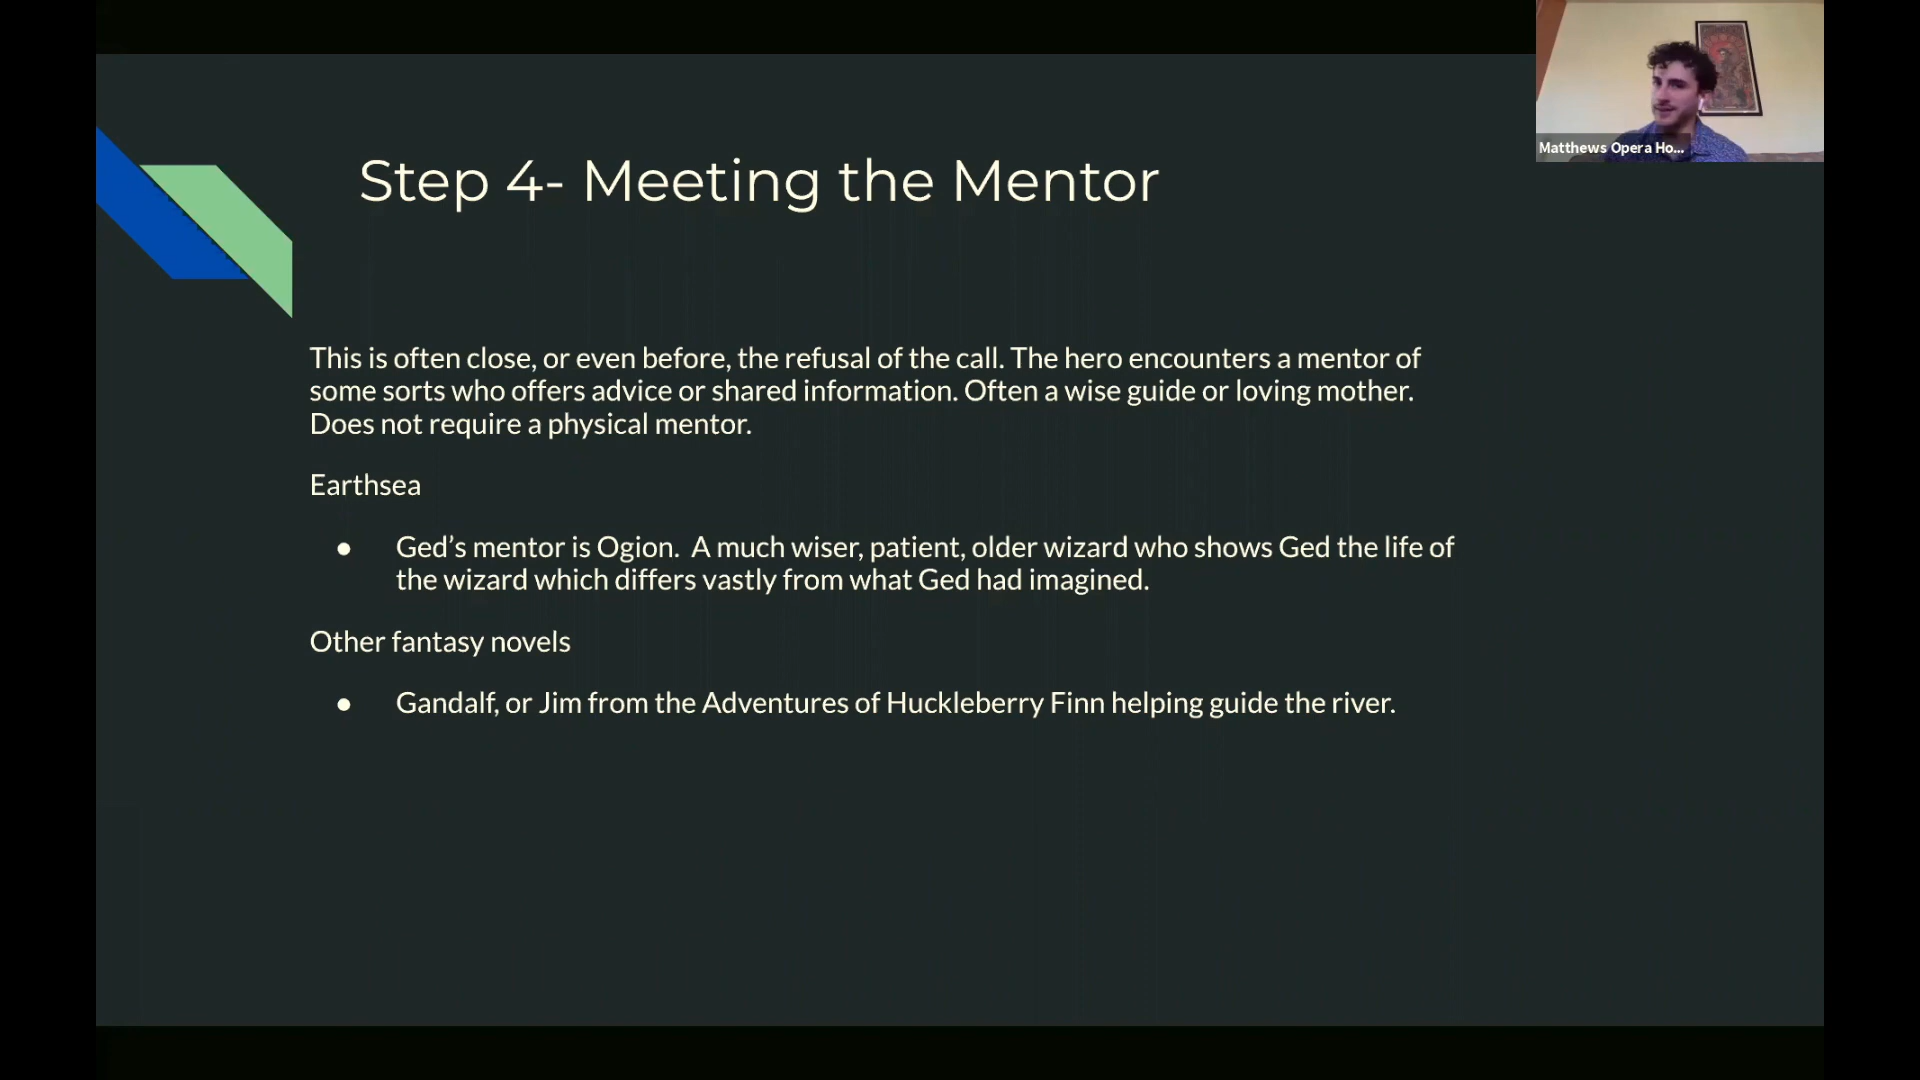 Matthews Opera Ho...
Step 4- Meeting the Mentor
This is often close, or even before, the refusal of the call. The hero encounters a mentor of
some sorts who offers advice or shared information. Often a wise guide or loving mother.
Does not require a physical mentor.
Earthsea
● Ged’s mentor is Ogion.  A much wiser, patient, older wizard who shows Ged the life of
the wizard which differs vastly from what Ged had imagined.
Other fantasy novels
● Gandalf, or Jim from the Adventures of Huckleberry Finn helping guide the river.